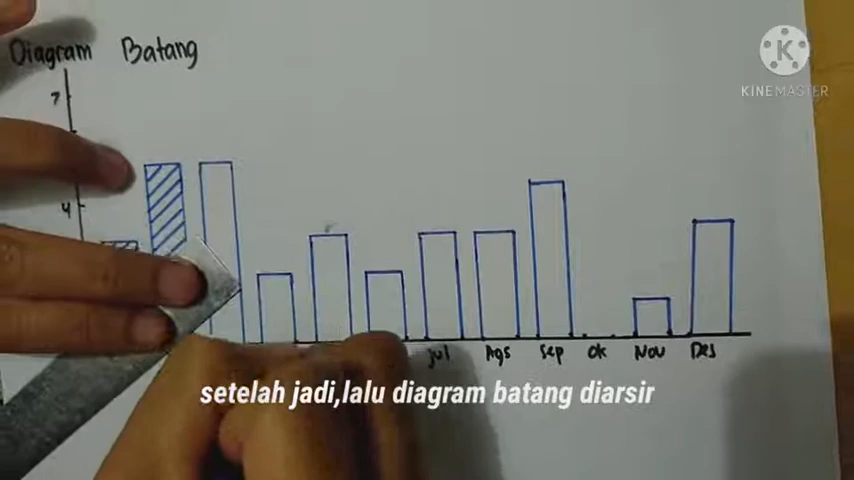 Diagram Batang
K
KINEMASTER
7
4
Jul Ags Sep Ok Nov Des
setelah jadi,lalu diagram batang diarsir